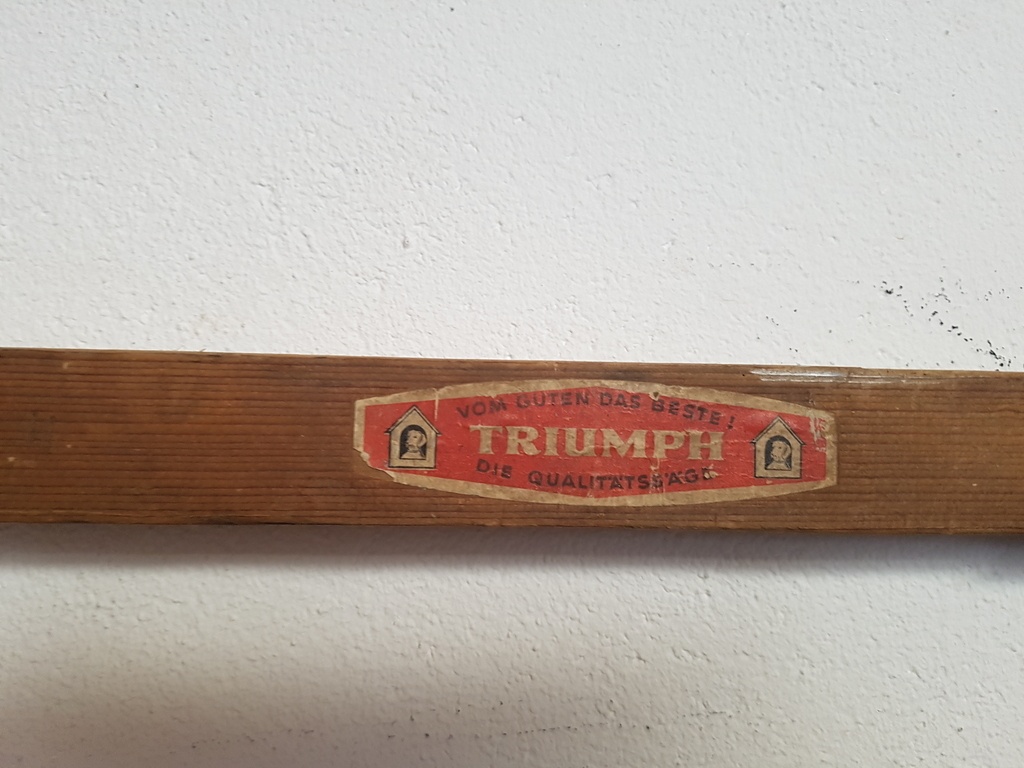 VOM GUTEN DAS BESTE!
TRIUMPH
DIE QUALITÄTSSÄGE